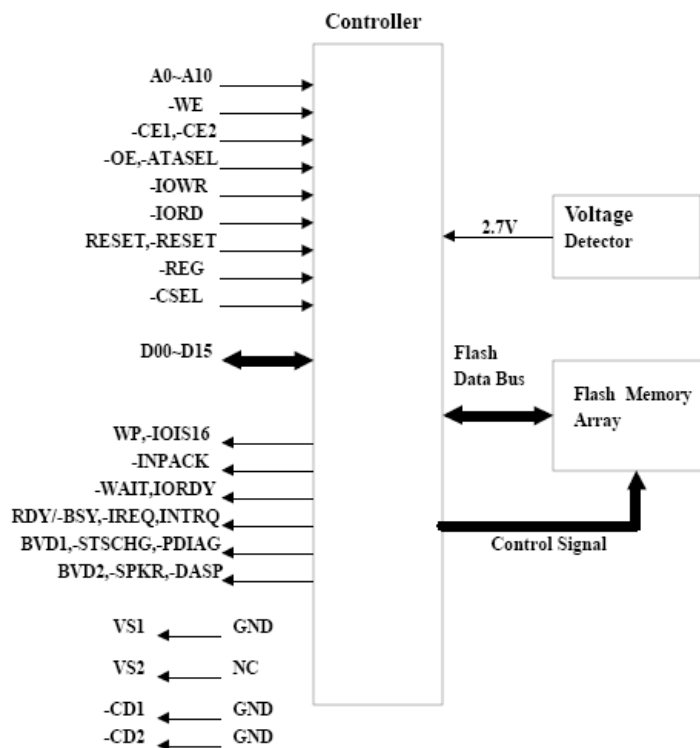 Controller
A0~A10
-WE
-CE1,-CE2
-OE,-ATASEL
-IOWR
-IORD
RESET,-RESET
-REG
-CSEL
D00~D15
WP,-IOIS16
-INPACK
-WAIT,IORDY
RDY/-BSY,-IREQ,INTRQ
BVD1,-STSCHG,-PDIAG
BVD2,-SPKR,-DASP
VS1 GND
VS2 NC
-CD1 GND
-CD2 GND
2.7V
Voltage
Detector
Flash
Data Bus
Flash Memory
Array
Control Signal